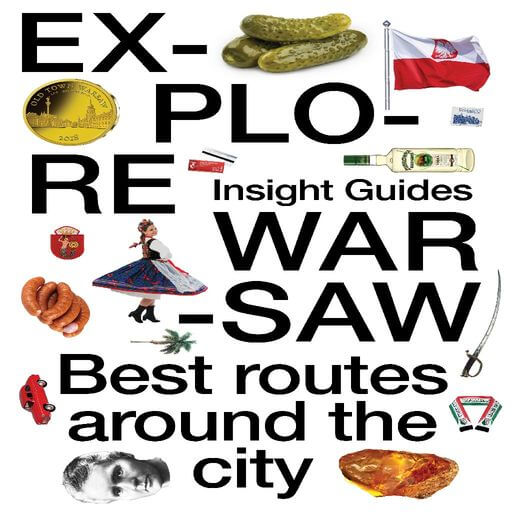 EX-
PLO-
RE
Insight Guides
WAR
-SAW
Best routes
around the
city
OLD TOWN WARSAW
2018